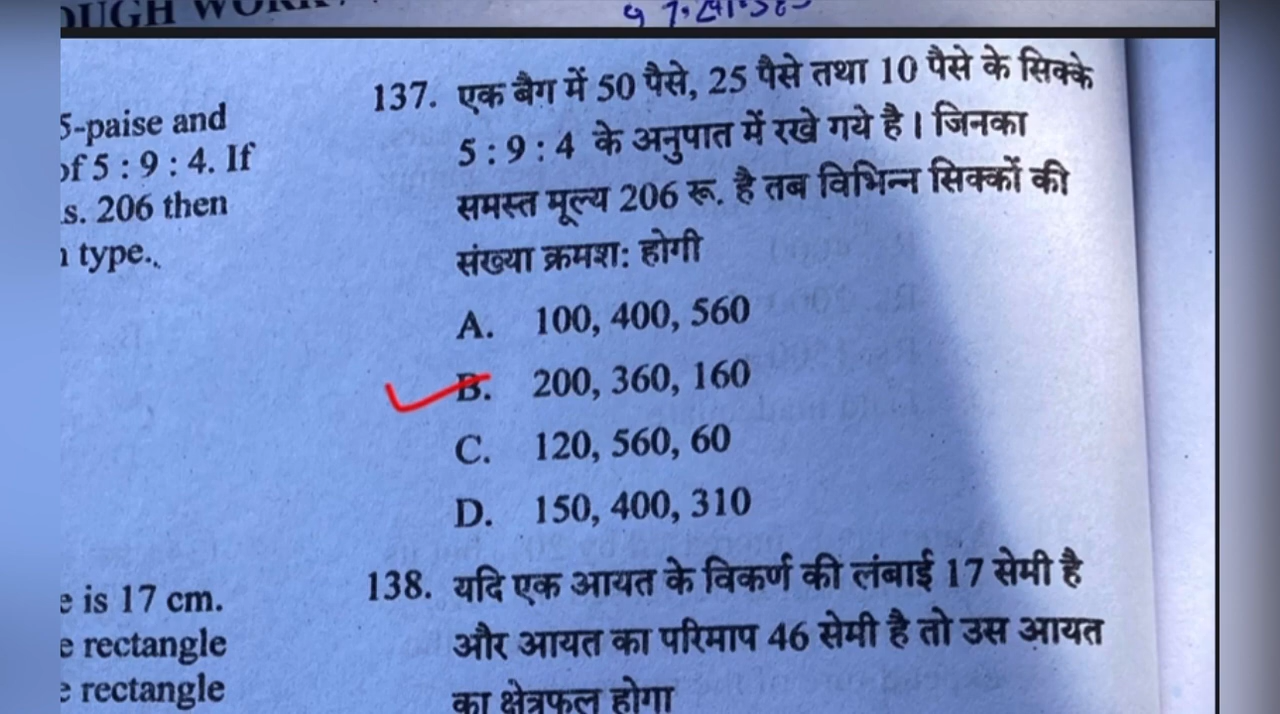 OUGH WORK
5-paise and
of 5 : 9 : 4. If
s. 206 then
type.
e is 17 cm.
e rectangle
e rectangle
137. एक बैग में 50 पैसे, 25 पैसे तथा 10 पैसे के सिक्के
5 : 9 : 4 के अनुपात में रखे गये है। जिनका
समस्त मूल्य 206 रू. है तब विभिन्न सिक्कों की
संख्या क्रमश: होगी
A. 100, 400, 560
B. 200, 360, 160
C. 120, 560, 60
D. 150, 400, 310
138. यदि एक आयत के विकर्ण की लंबाई 17 सेमी है
और आयत का परिमाप 46 सेमी है तो उस आयत
का क्षेत्रफल होगा